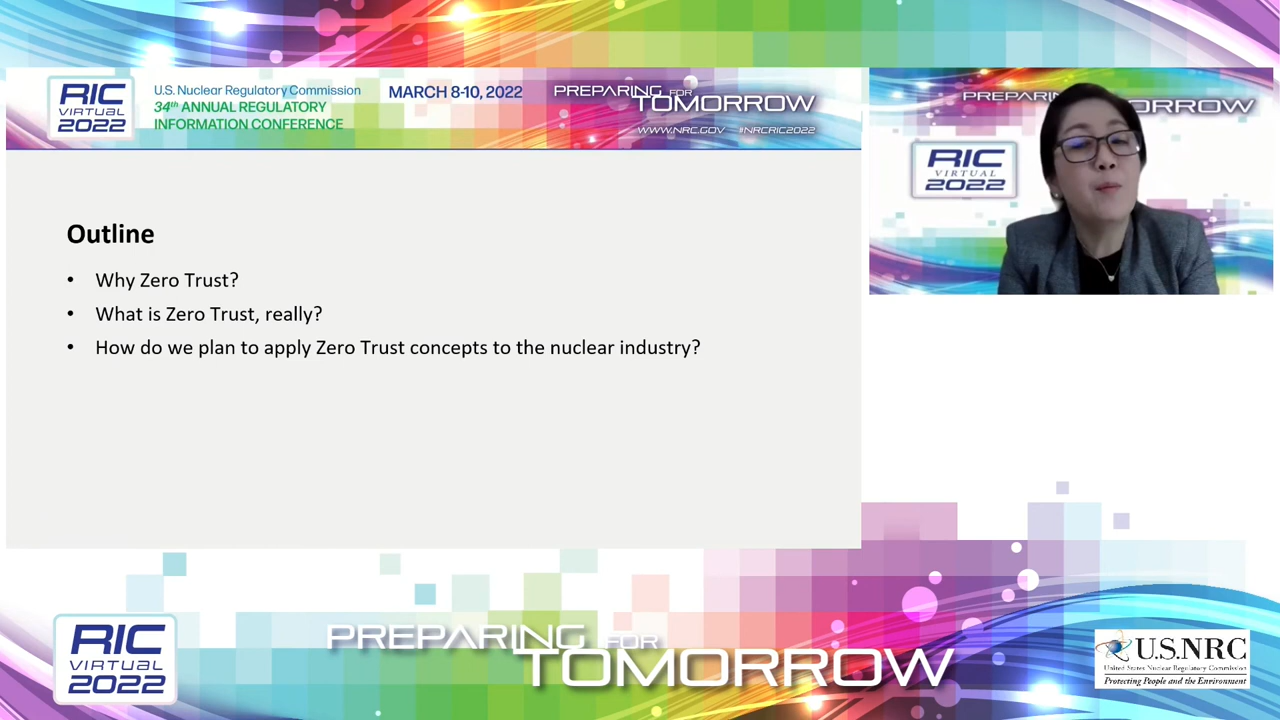 RIC
VIRTUAL
2022
U.S. Nuclear Regulatory Commission
34th ANNUAL REGULATORY
INFORMATION CONFERENCE
MARCH 8-10, 2022
PREPARING FOR
TOMORROW
WWW.NRC.GOV #NRCRIC2022
Outline
• Why Zero Trust?
• What is Zero Trust, really?
• How do we plan to apply Zero Trust concepts to the nuclear industry?
PREPARIN
MORROW
RIC
VIRTUAL
2022
RIC
VIRTUAL
2022
PREPARING FOR
TOMORROW
U.S.NRC
United States Nuclear Regulatory Commission
Protecting People and the Environment